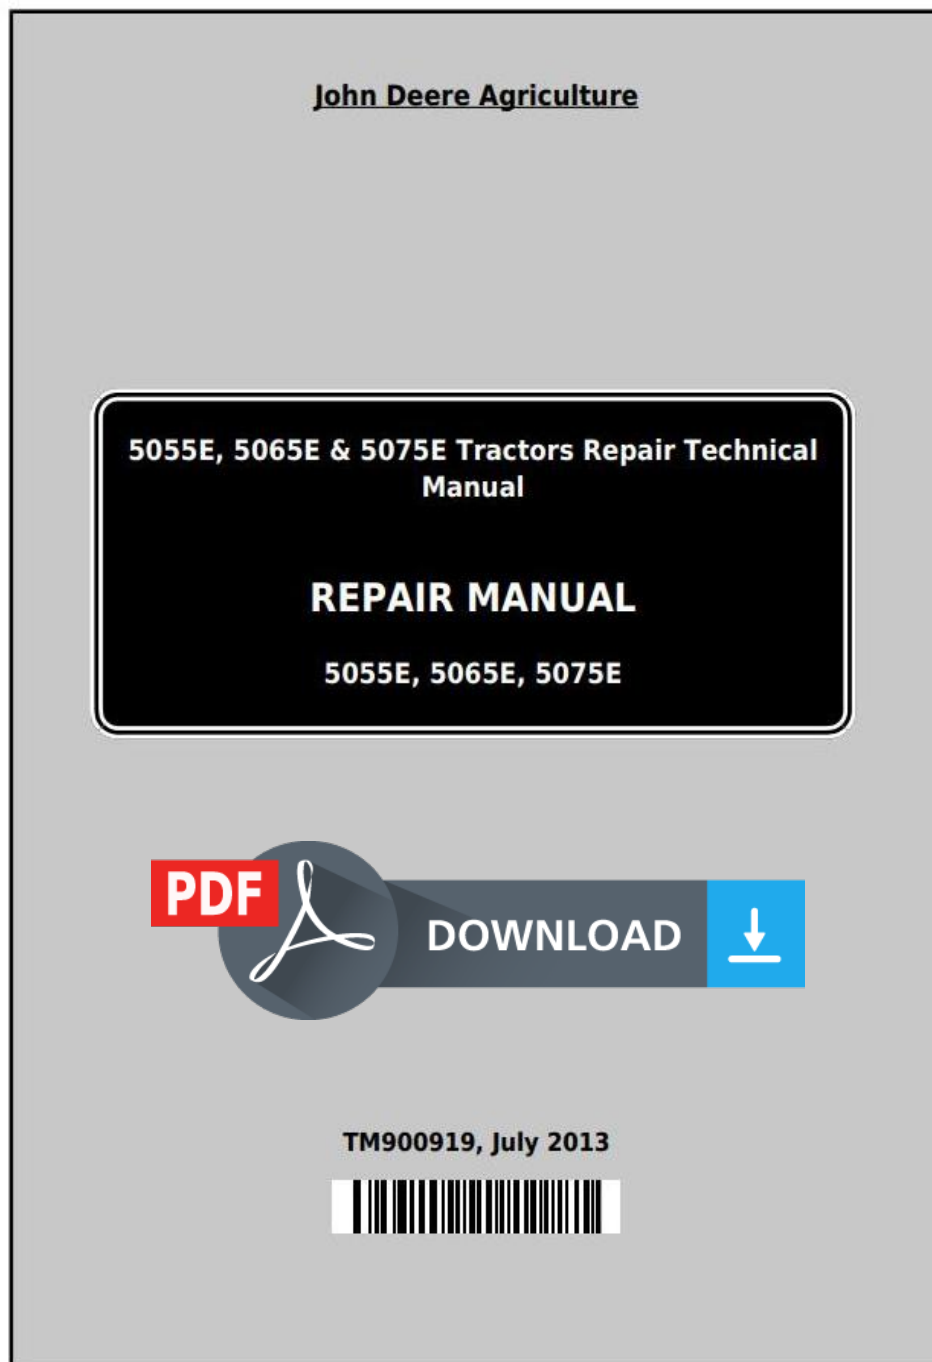 John Deere Agriculture
5055E, 5065E & 5075E Tractors Repair Technical
Manual
REPAIR MANUAL
5055E, 5065E, 5075E
PDF
DOWNLOAD
TM900919, July 2013